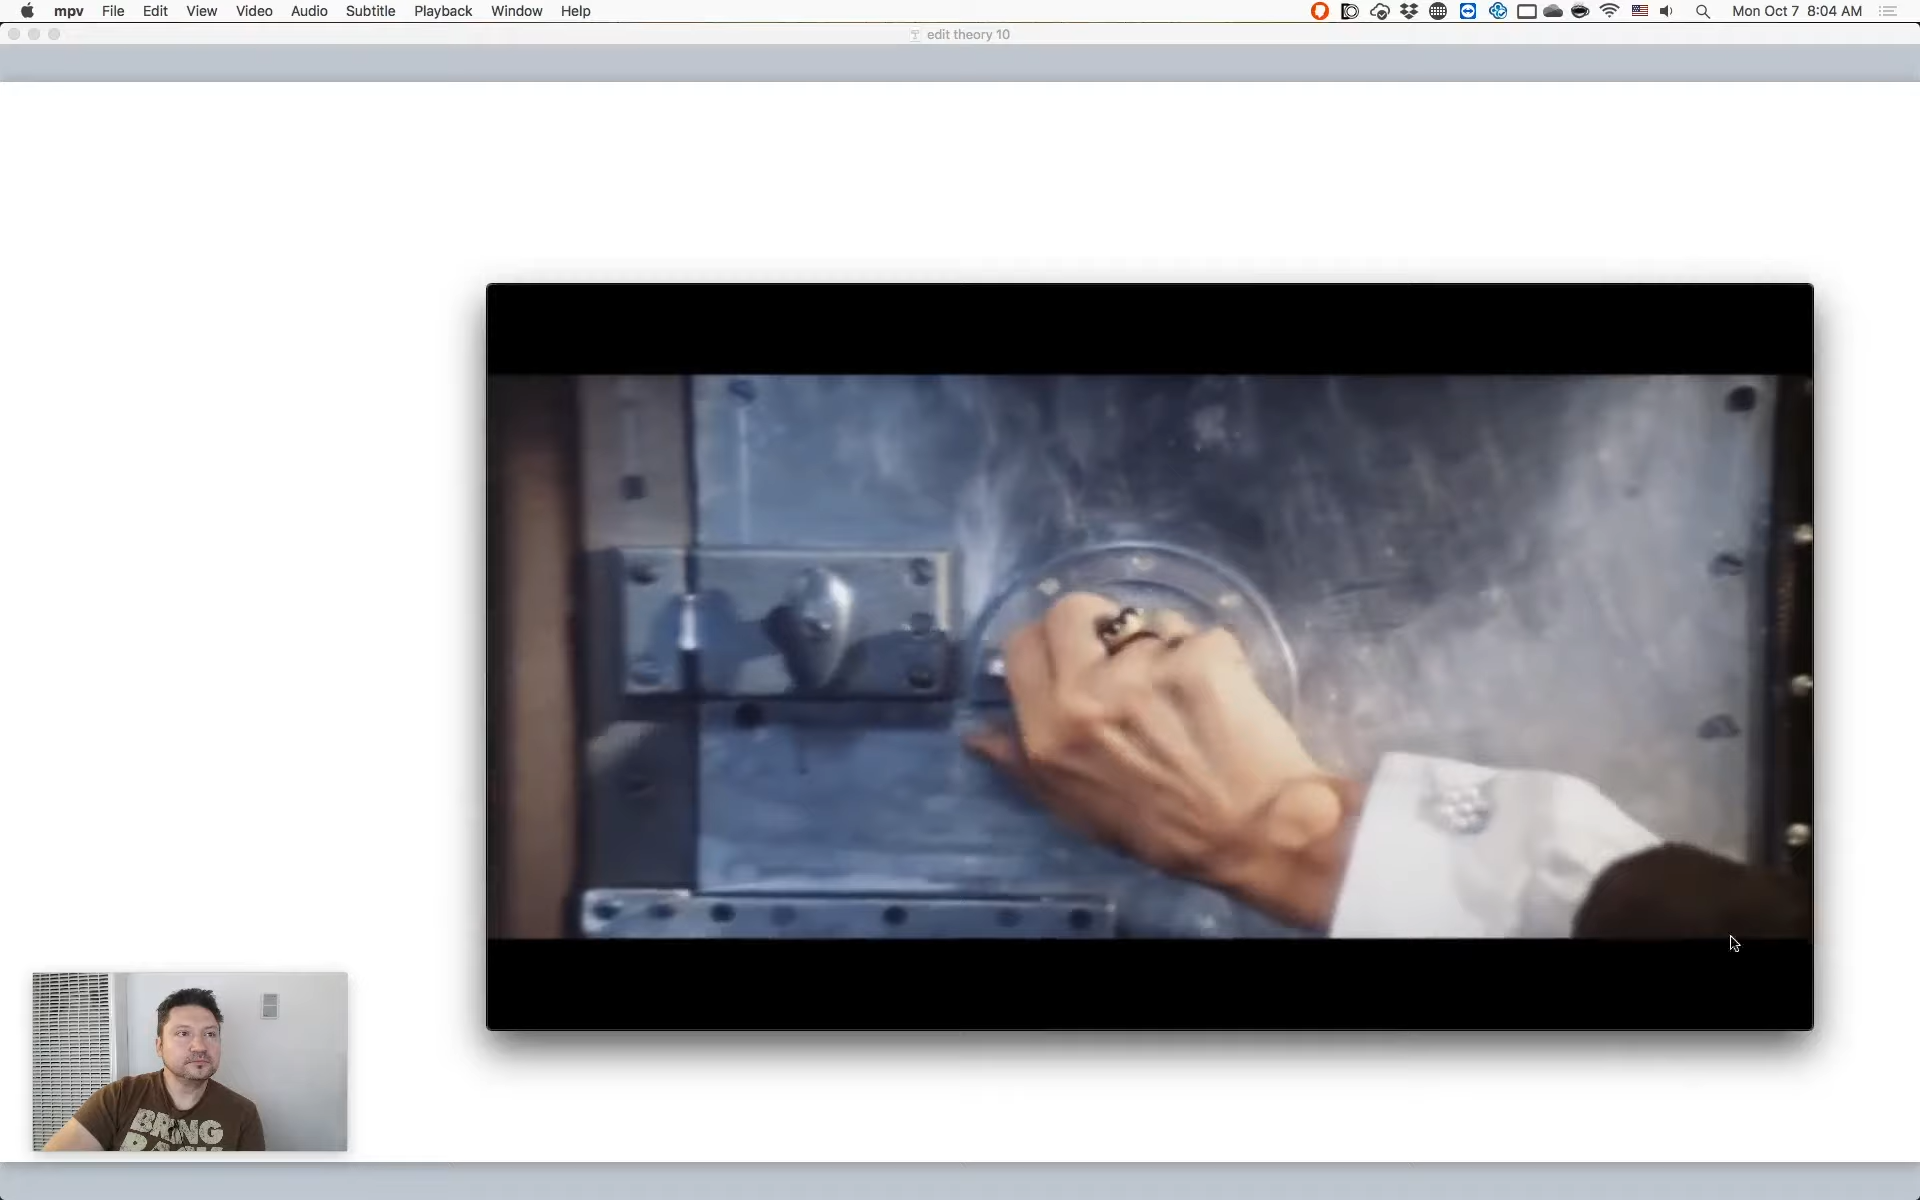 mpv File Edit View Video Audio Subtitle Playback Window Help Mon Oct 7 8:04 AM
edit theory 10
BRING